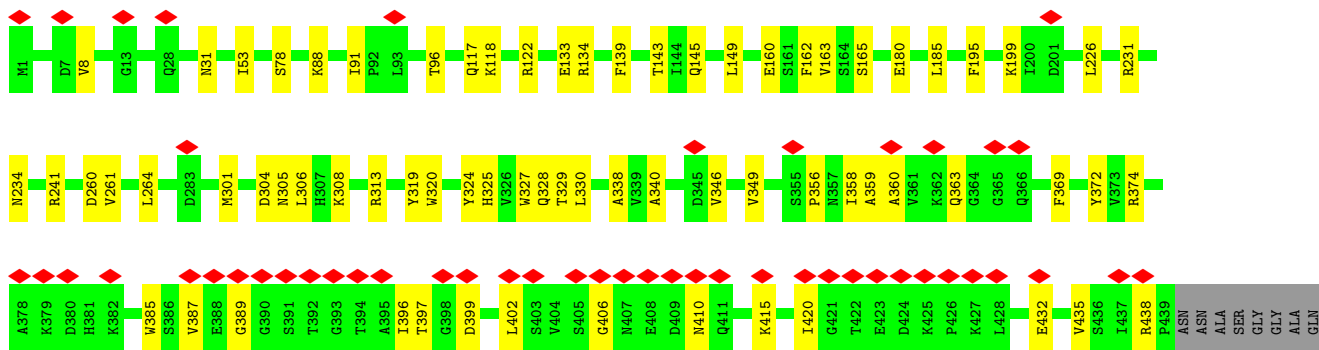 M1 D7 V8 G13 Q28 N31 I53 S78 K88 I91 P92 L93 T96 Q117 K118 R122 E133 R134 F139 T143 I144 Q145 L149 E160 S161 F162 V163 S164 S165 E180 L185 F195 K199 I200 D201 L226 R231
N234 R241 D260 V261 L264 D283 M301 D304 N305 L306 H307 K308 R313 Y319 W320 Y324 H325 V326 W327 Q328 T329 L330 A338 V339 A340 D345 V346 V349 S355 P356 N357 I358 A359 A360 V361 K362 Q363 G364 G365 Q366 F369 Y372 V373 R374
A378 K379 D380 H381 K382 W385 S386 V387 E388 G389 G390 S391 T392 G393 T394 A395 I396 T397 G398 D399 L402 S403 V404 S405 G406 N407 E408 D409 N410 Q411 K415 I420 G421 T422 E423 D424 K425 P426 K427 L428 E432 V435 S436 I437 R438 P439 ASN ASN ALA SER GLY GLY ALA GLN